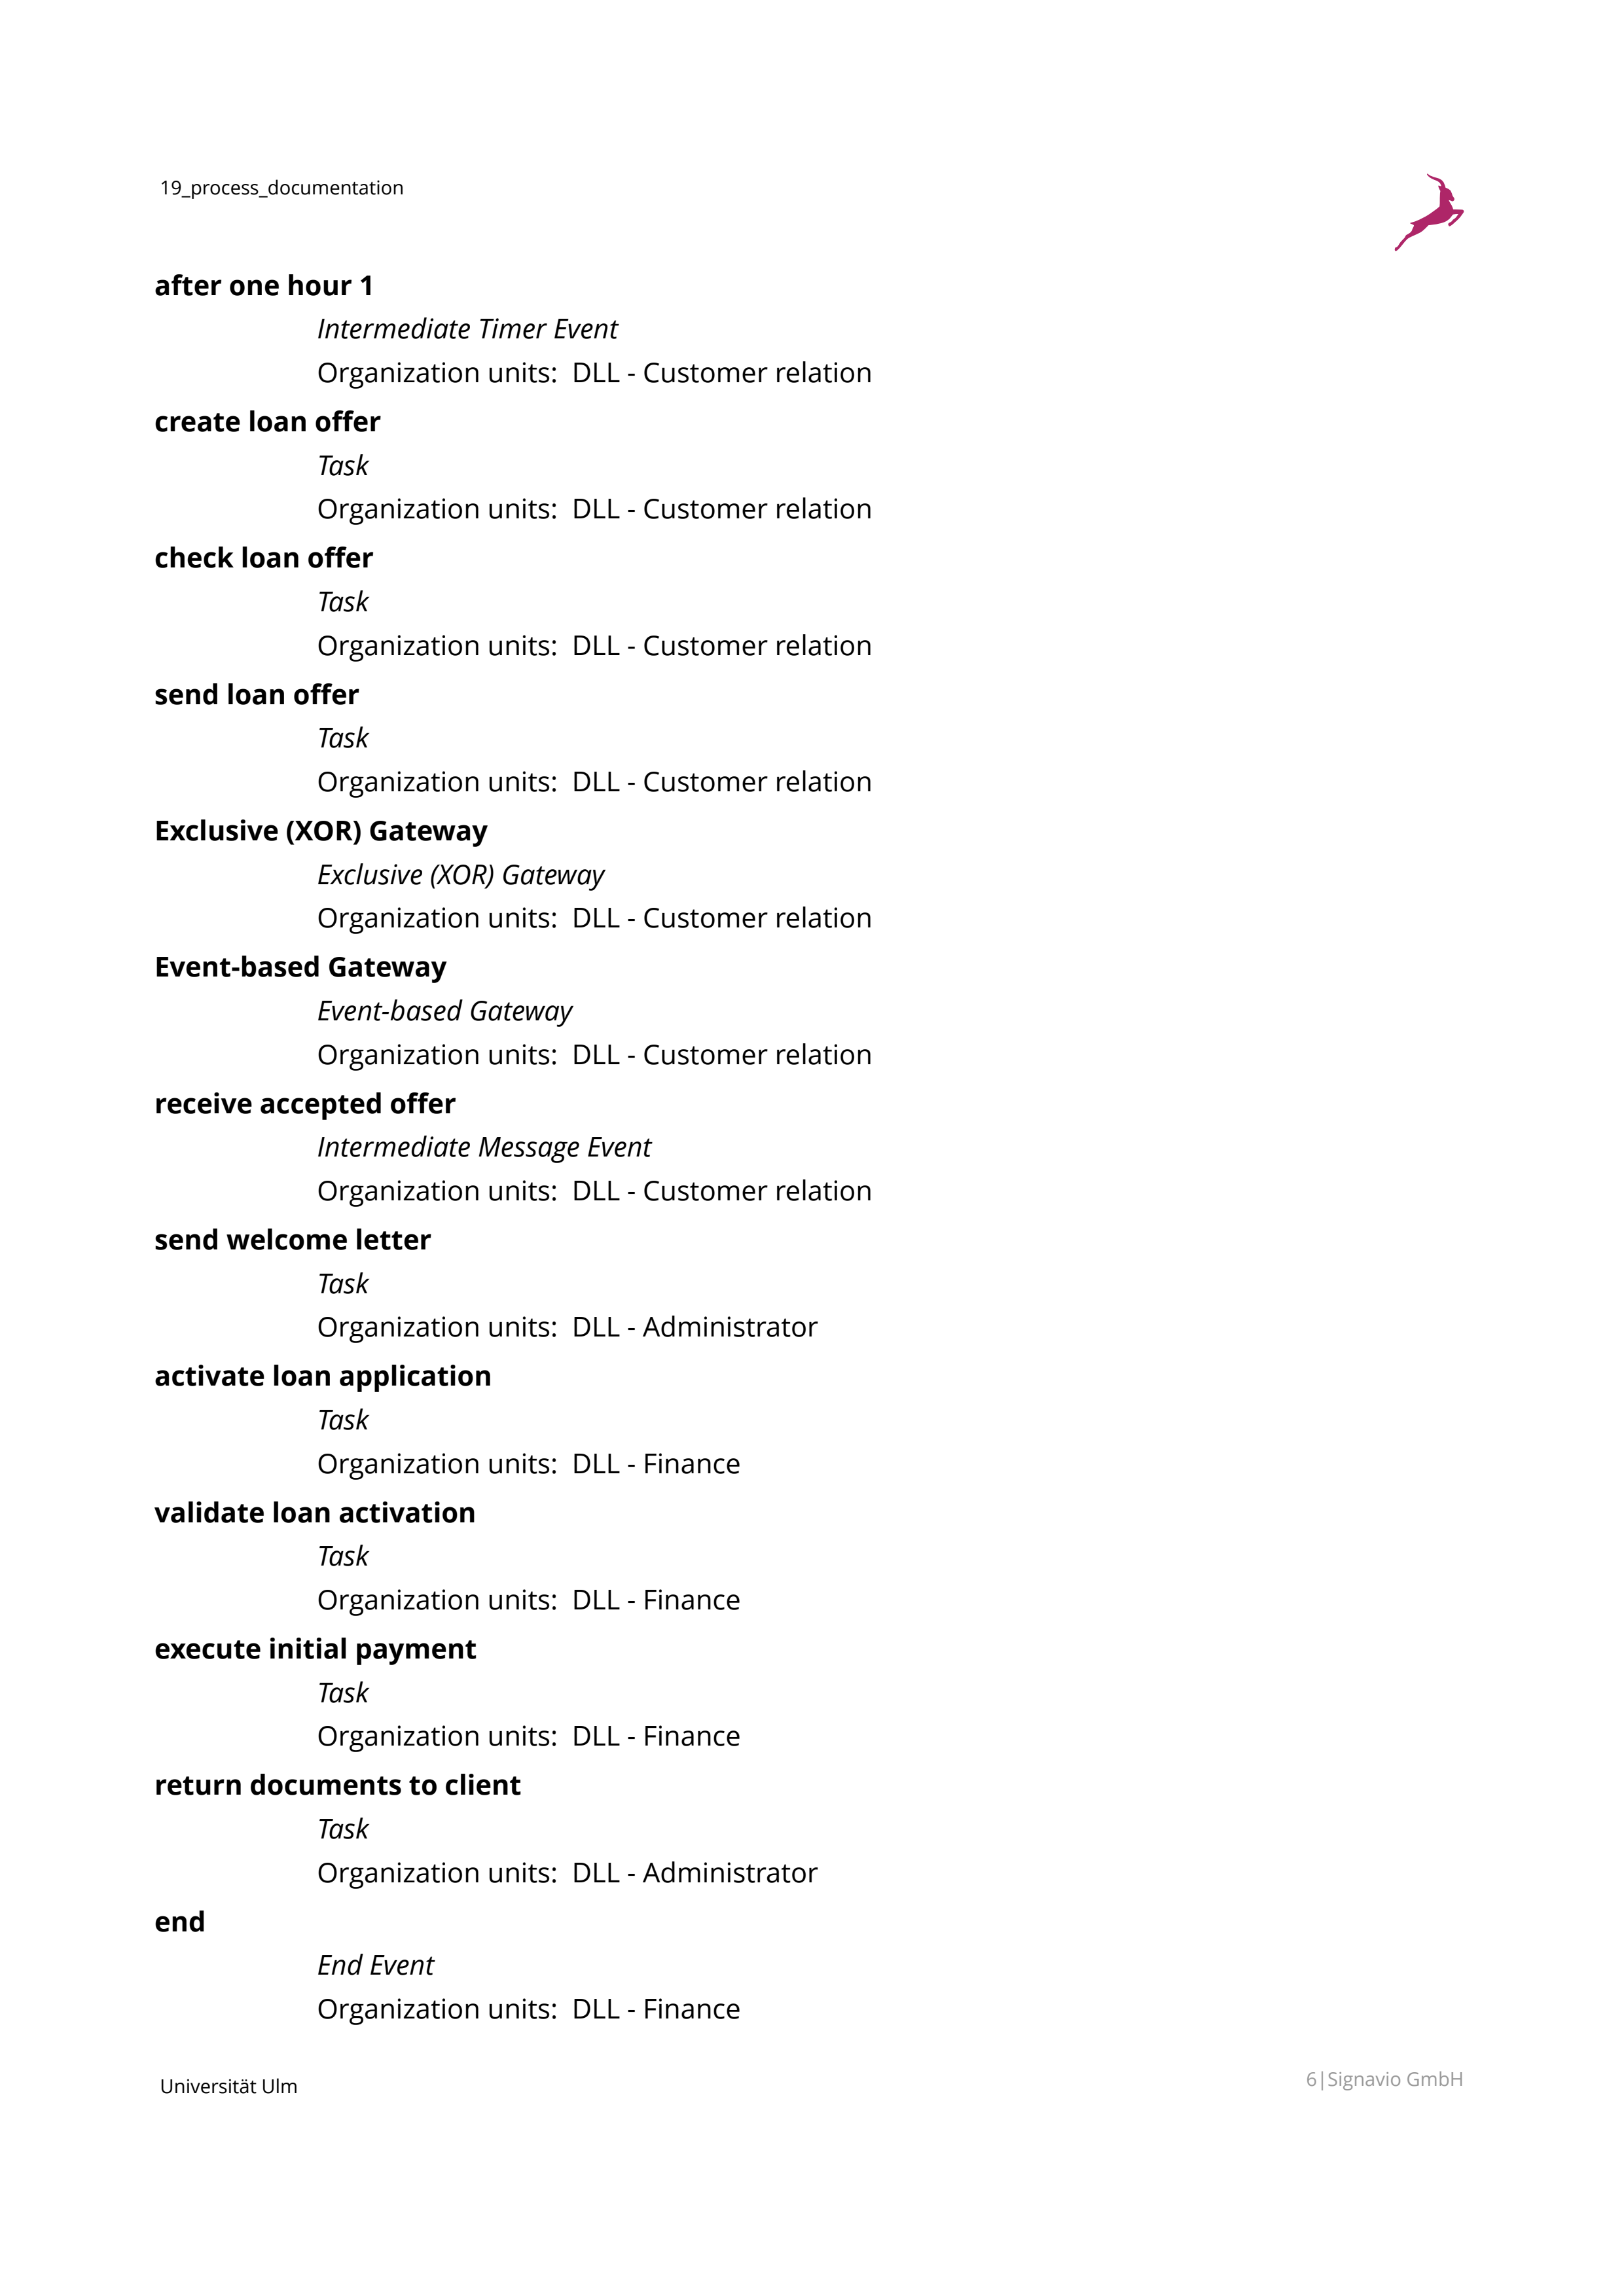 19_process_documentation
after one hour 1
Intermediate Timer Event
Organization units: DLL - Customer relation
create loan offer
Task
Organization units: DLL - Customer relation
check loan offer
Task
Organization units: DLL - Customer relation
send loan offer
Task
Organization units: DLL - Customer relation
Exclusive (XOR) Gateway
Exclusive (XOR) Gateway
Organization units: DLL - Customer relation
Event-based Gateway
Event-based Gateway
Organization units: DLL - Customer relation
receive accepted offer
Intermediate Message Event
Organization units: DLL - Customer relation
send welcome letter
Task
Organization units: DLL - Administrator
activate loan application
Task
Organization units: DLL - Finance
validate loan activation
Task
Organization units: DLL - Finance
execute initial payment
Task
Organization units: DLL - Finance
return documents to client
Task
Organization units: DLL - Administrator
end
End Event
Organization units: DLL - Finance
Universität Ulm
6|Signavio GmbH